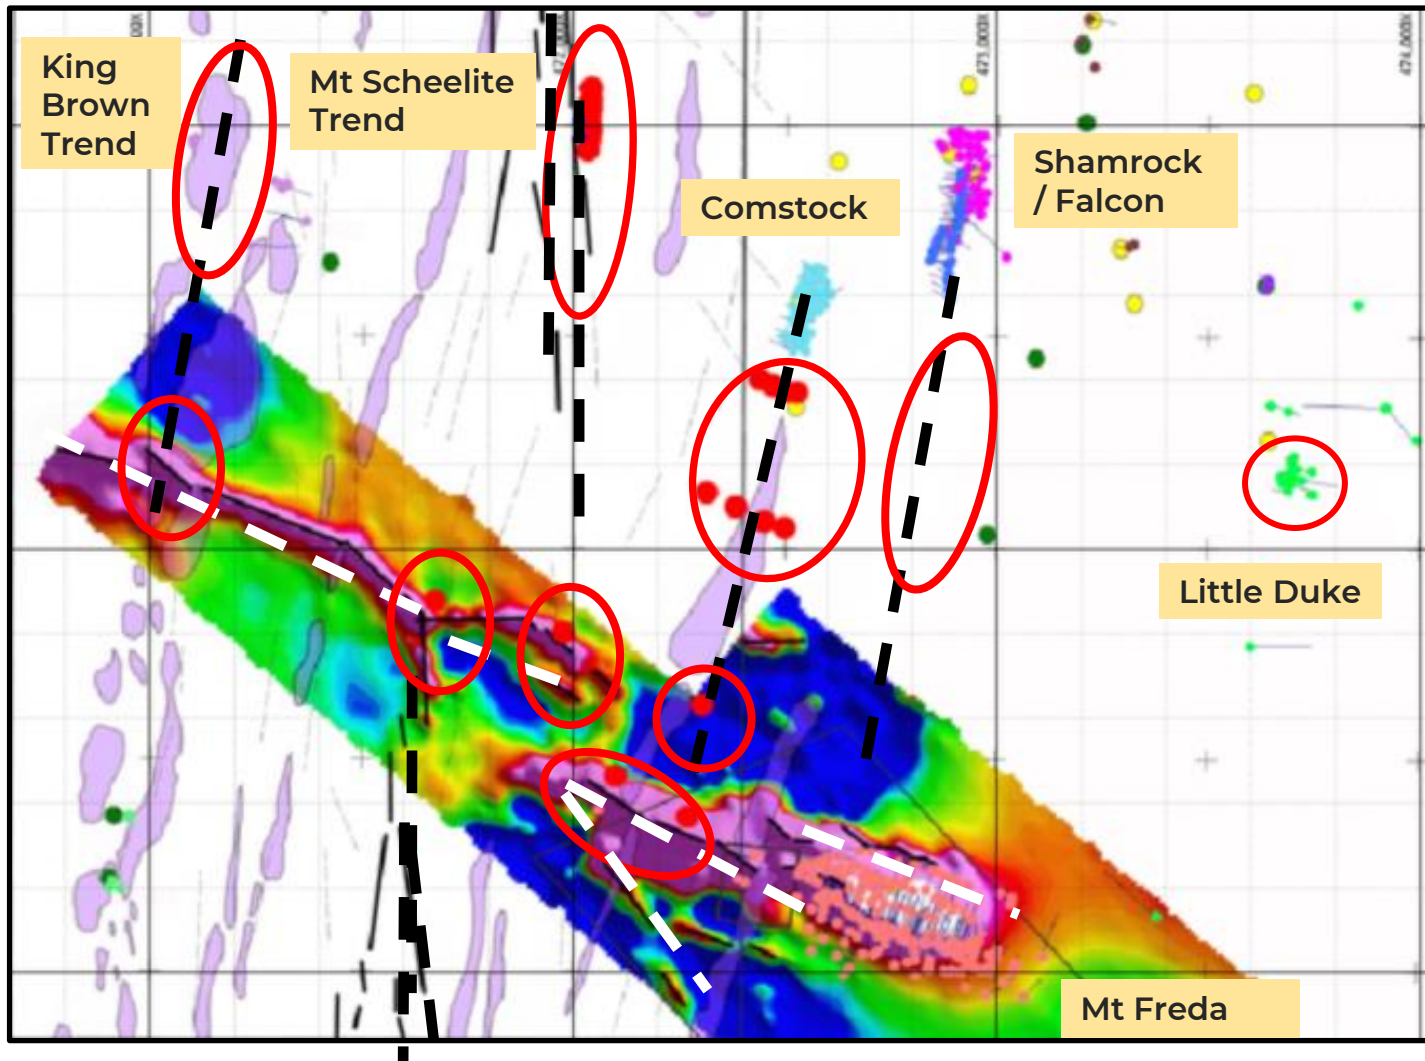 King
Brown
Trend
Mt Scheelite
Trend
Comstock
Shamrock
/ Falcon
Little Duke
Mt Freda